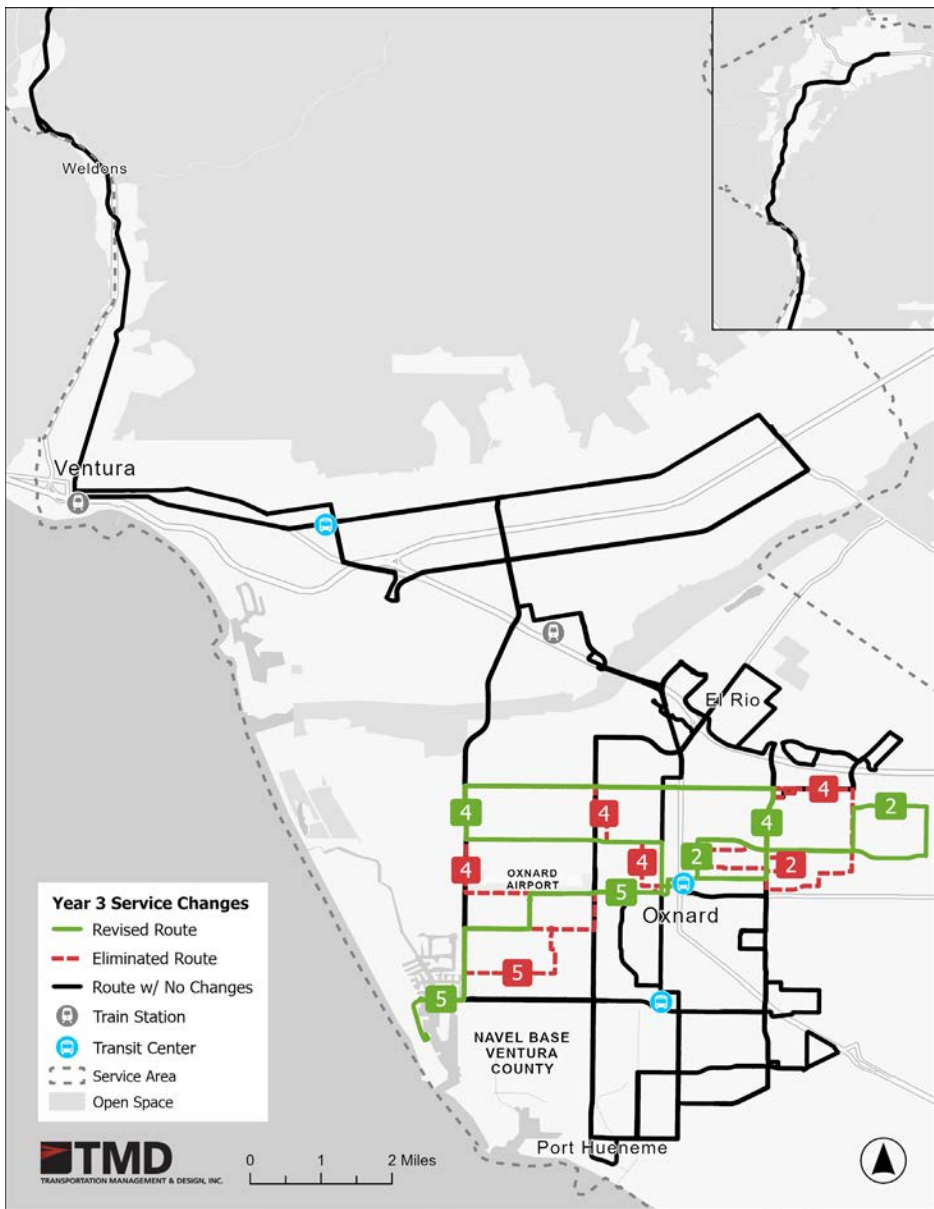 Weldons
Ventura
El Rio
4
4
2
4
4
4
4
2
2
OXNARD
AIRPORT
5
Oxnard
5
5
NAVEL BASE
VENTURA
COUNTY
Port Hueneme
Year 3 Service Changes
Revised Route
Eliminated Route
Route w/ No Changes
Train Station
Transit Center
Service Area
Open Space
TMD
TRANSPORTATION MANAGEMENT & DESIGN, INC.
0 1 2 Miles